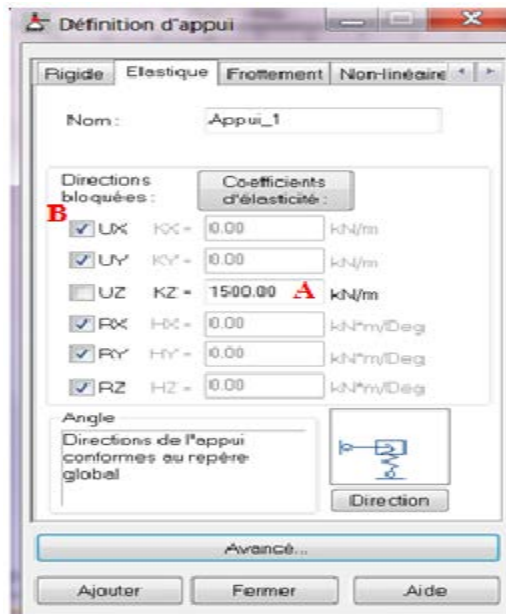 Définition d'appui
Rigide Elastique Frottement Non-linéaire
Nom : Appui_1
Directions bloquées :
Coefficients d'élasticité :
B
UX KX = 0.00 kN/m
UY KY = 0.00 kN/m
UZ KZ = 1500.00 A kN/m
RX HX = 0.00 kN*m/Deg
RY HY = 0.00 kN*m/Deg
RZ HZ = 0.00 kN*m/Deg
Angle
Directions de l'appui
conformes au repère
global
Direction
Avancé...
Ajouter Fermer Aide